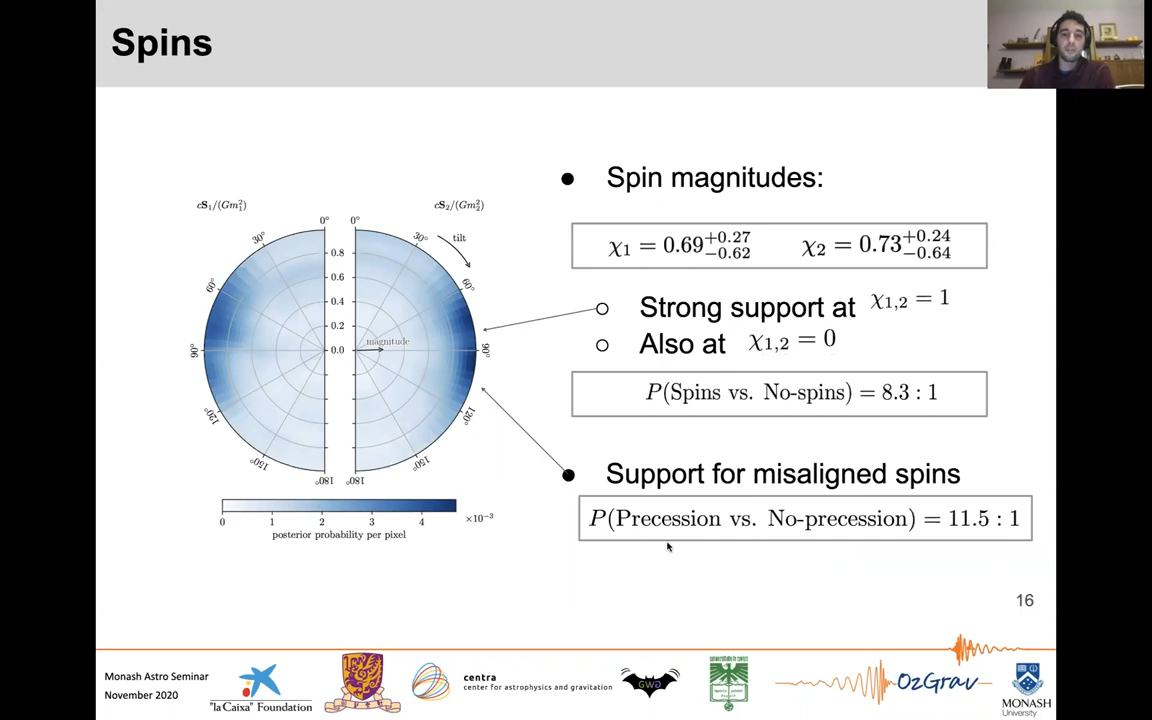 Spins
● Spin magnitudes:
cS₁/(Gm₁²)
cS₂/(Gm₂²)
0° 0°
30° 30° tilt
60° 60°
90° 90°
120° 120°
150° 150°
180° 180°
0.8
0.6
0.4
0.2
0.0
magnitude
χ₁ = 0.69 +0.27 −0.62 χ₂ = 0.73 +0.24 −0.64
○ Strong support at χ₁,₂ = 1
○ Also at χ₁,₂ = 0
P(Spins vs. No-spins) = 8.3 : 1
● Support for misaligned spins
P(Precession vs. No-precession) = 11.5 : 1
0 1 2 3 4 ×10⁻³
posterior probability per pixel
16
Monash Astro Seminar
November 2020
"la Caixa" Foundation
centra
center for astrophysics and gravitation
GWG
OzGrav
MONASH
University